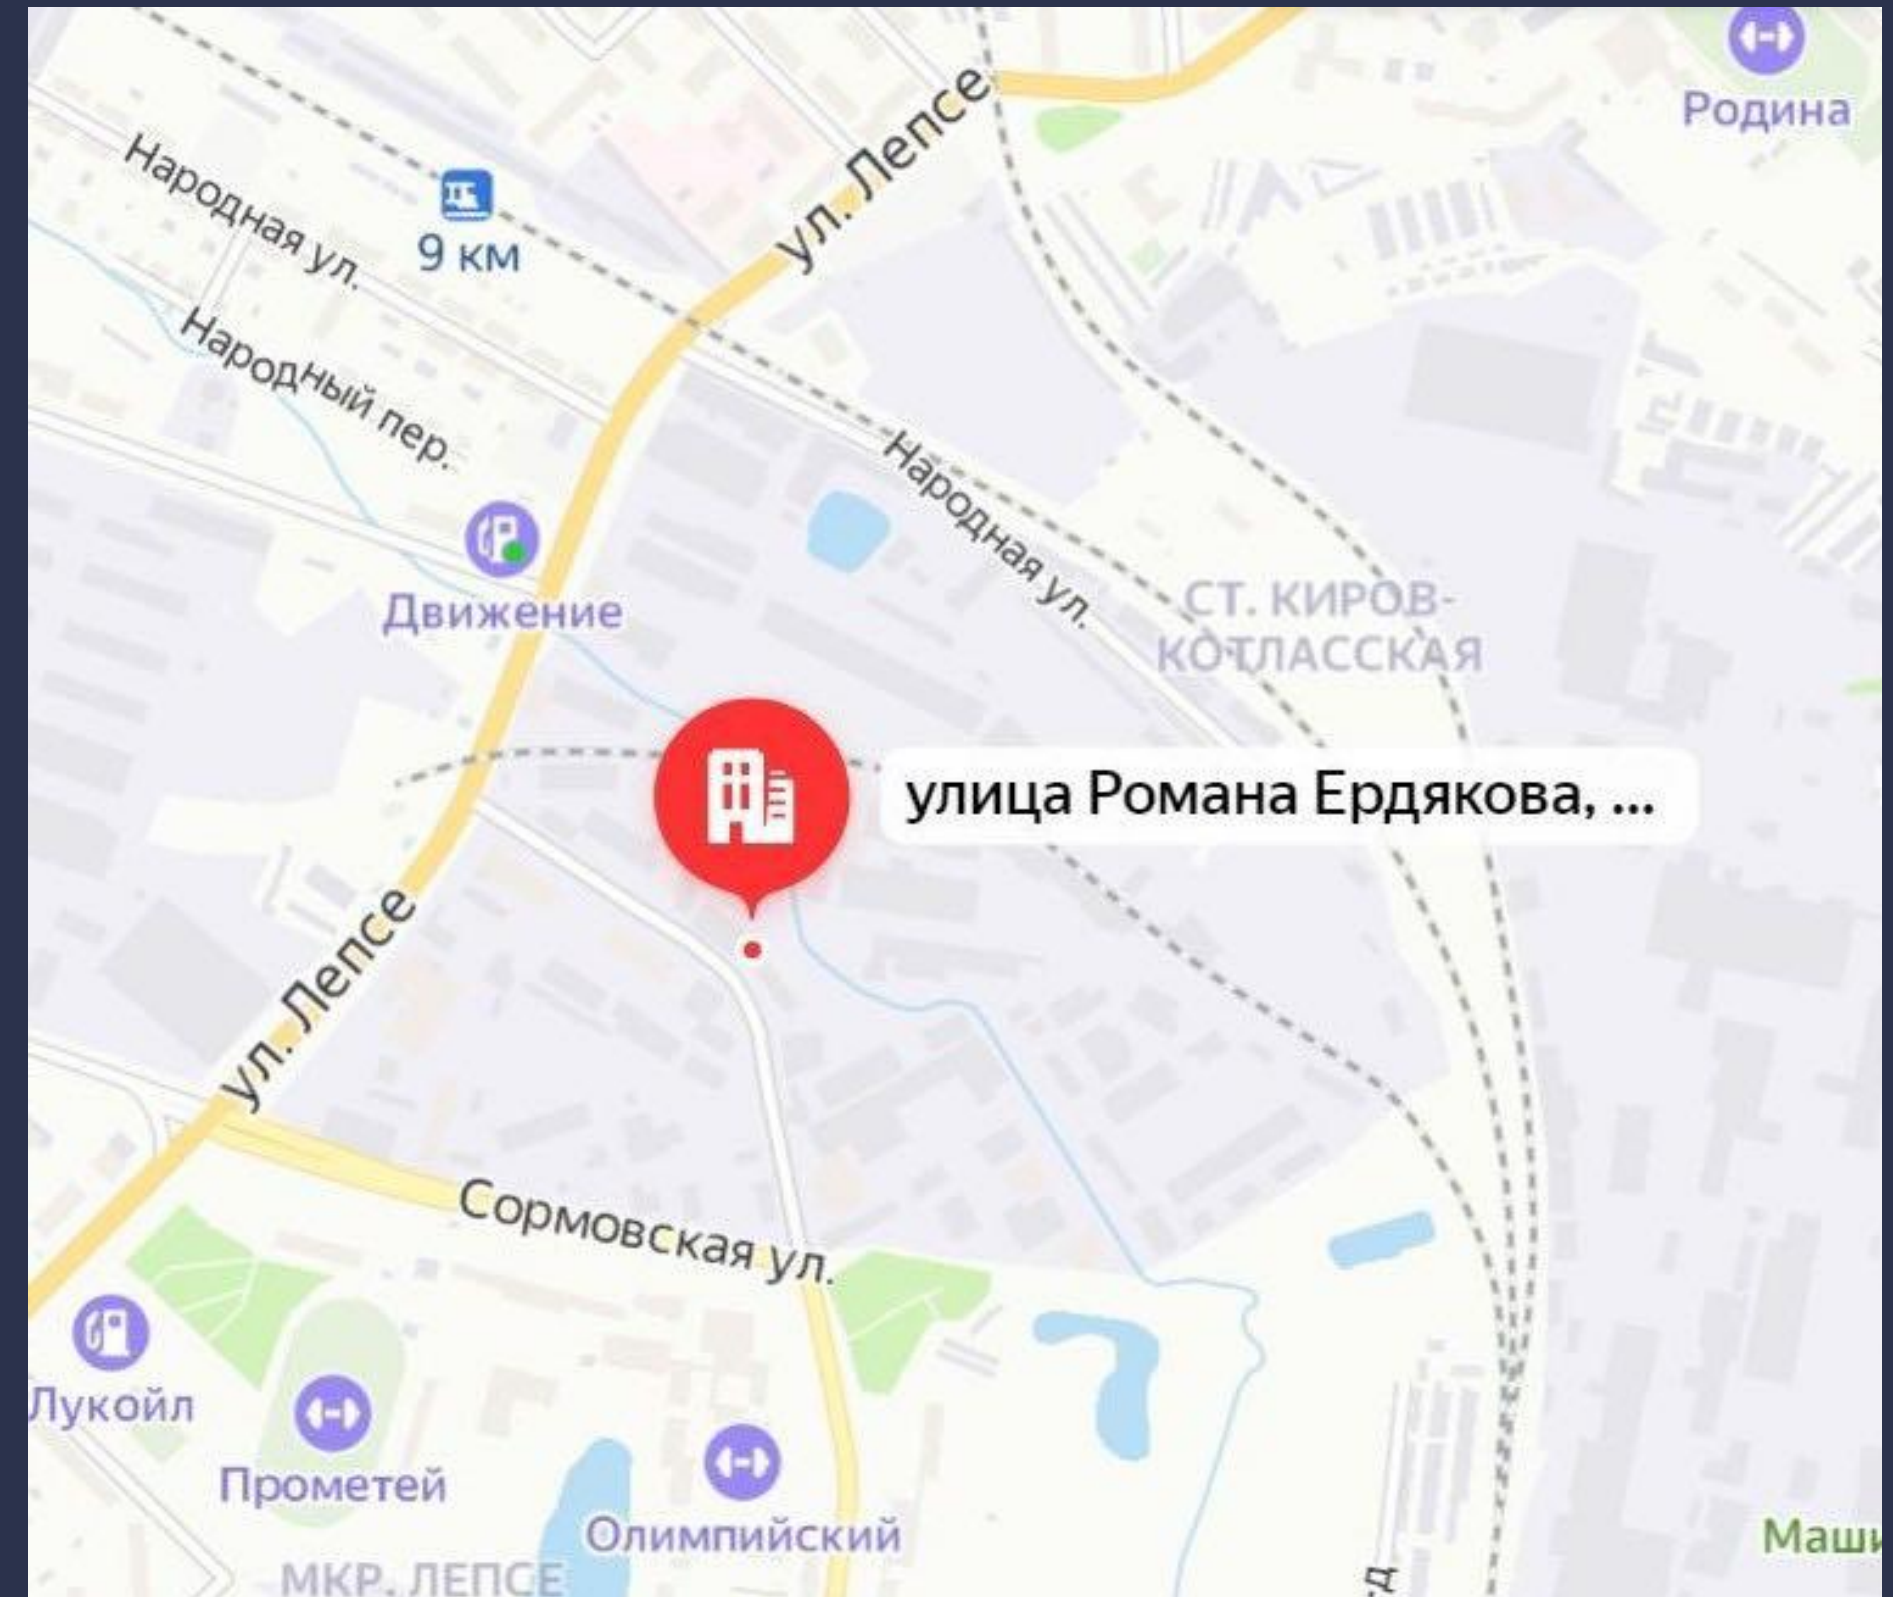 Родина
ул. Лепсе
Народная ул.
9 км
Народный пер.
Народная ул.
Движение
СТ. КИРОВ-
КОТЛАССКАЯ
улица Романа Ердякова, ...
ул. Лепсе
Сормовская ул.
Лукойл
Прометей
Олимпийский
Маши
МКР. ЛЕПСЕ